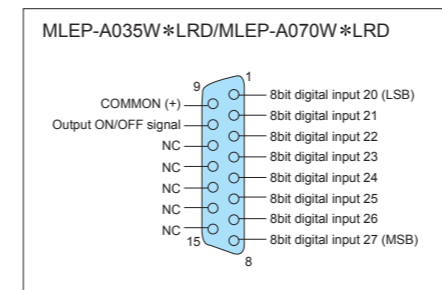 MLEP-A035W*LRD/MLEP-A070W*LRD
9
1
COMMON (+)
Output ON/OFF signal
NC
NC
NC
NC
NC
15
8bit digital input 20 (LSB)
8bit digital input 21
8bit digital input 22
8bit digital input 23
8bit digital input 24
8bit digital input 25
8bit digital input 26
8bit digital input 27 (MSB)
8